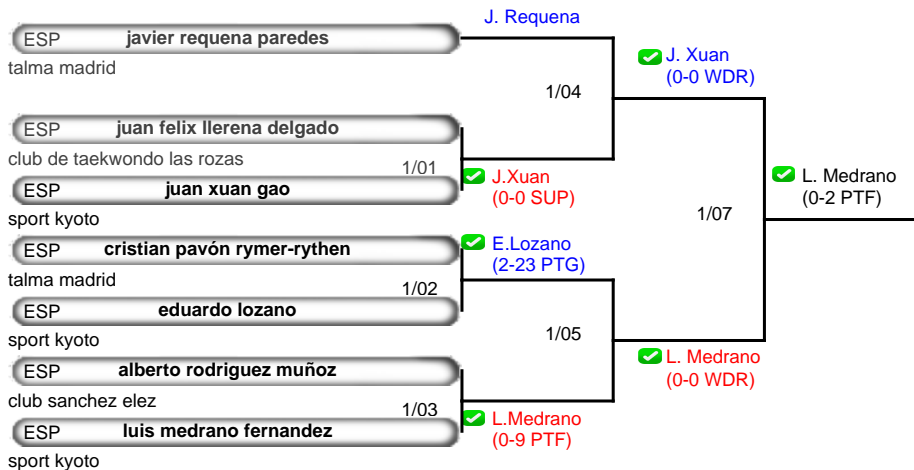 J. Requena
ESP javier requena paredes
talma madrid
J. Xuan
(0-0 WDR)
1/04
ESP juan felix llerena delgado
club de taekwondo las rozas
1/01
ESP juan xuan gao
sport kyoto
J.Xuan
(0-0 SUP)
L. Medrano
(0-2 PTF)
1/07
ESP cristian pavón rymer-rythen
talma madrid
E.Lozano
(2-23 PTG)
1/02
ESP eduardo lozano
sport kyoto
1/05
ESP alberto rodriguez muñoz
club sanchez elez
L. Medrano
(0-0 WDR)
1/03
ESP luis medrano fernandez
sport kyoto
L.Medrano
(0-9 PTF)